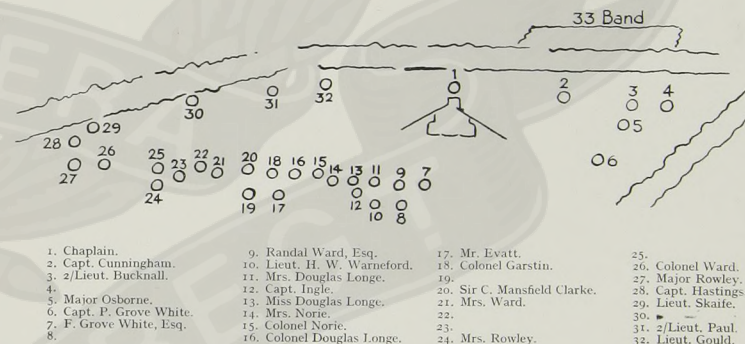 33 Band
1
2
3 4
5
6
32
31
30
29
28
26
27
25
24
23
22
21
20
19
18
17
16
15
14
13
12
11
10
9
8
7
1. Chaplain.
2. Capt. Cunningham.
3. 2/Lieut. Bucknall.
4.
5. Major Osborne.
6. Capt. P. Grove White.
7. F. Grove White, Esq.
8.
9. Randal Ward, Esq.
10. Lieut. H. W. Warneford.
11. Mrs. Douglas Longe.
12. Capt. Ingle.
13. Miss Douglas Longe.
14. Mrs. Norie.
15. Colonel Norie.
16. Colonel Douglas Longe.
17. Mr. Evatt.
18. Colonel Garstin.
19.
20. Sir C. Mansfield Clarke.
21. Mrs. Ward.
22.
23.
24. Mrs. Rowley.
25.
26. Colonel Ward.
27. Major Rowley.
28. Capt. Hastings
29. Lieut. Skaife.
30.
31. 2/Lieut. Paul.
32. Lieut. Gould.